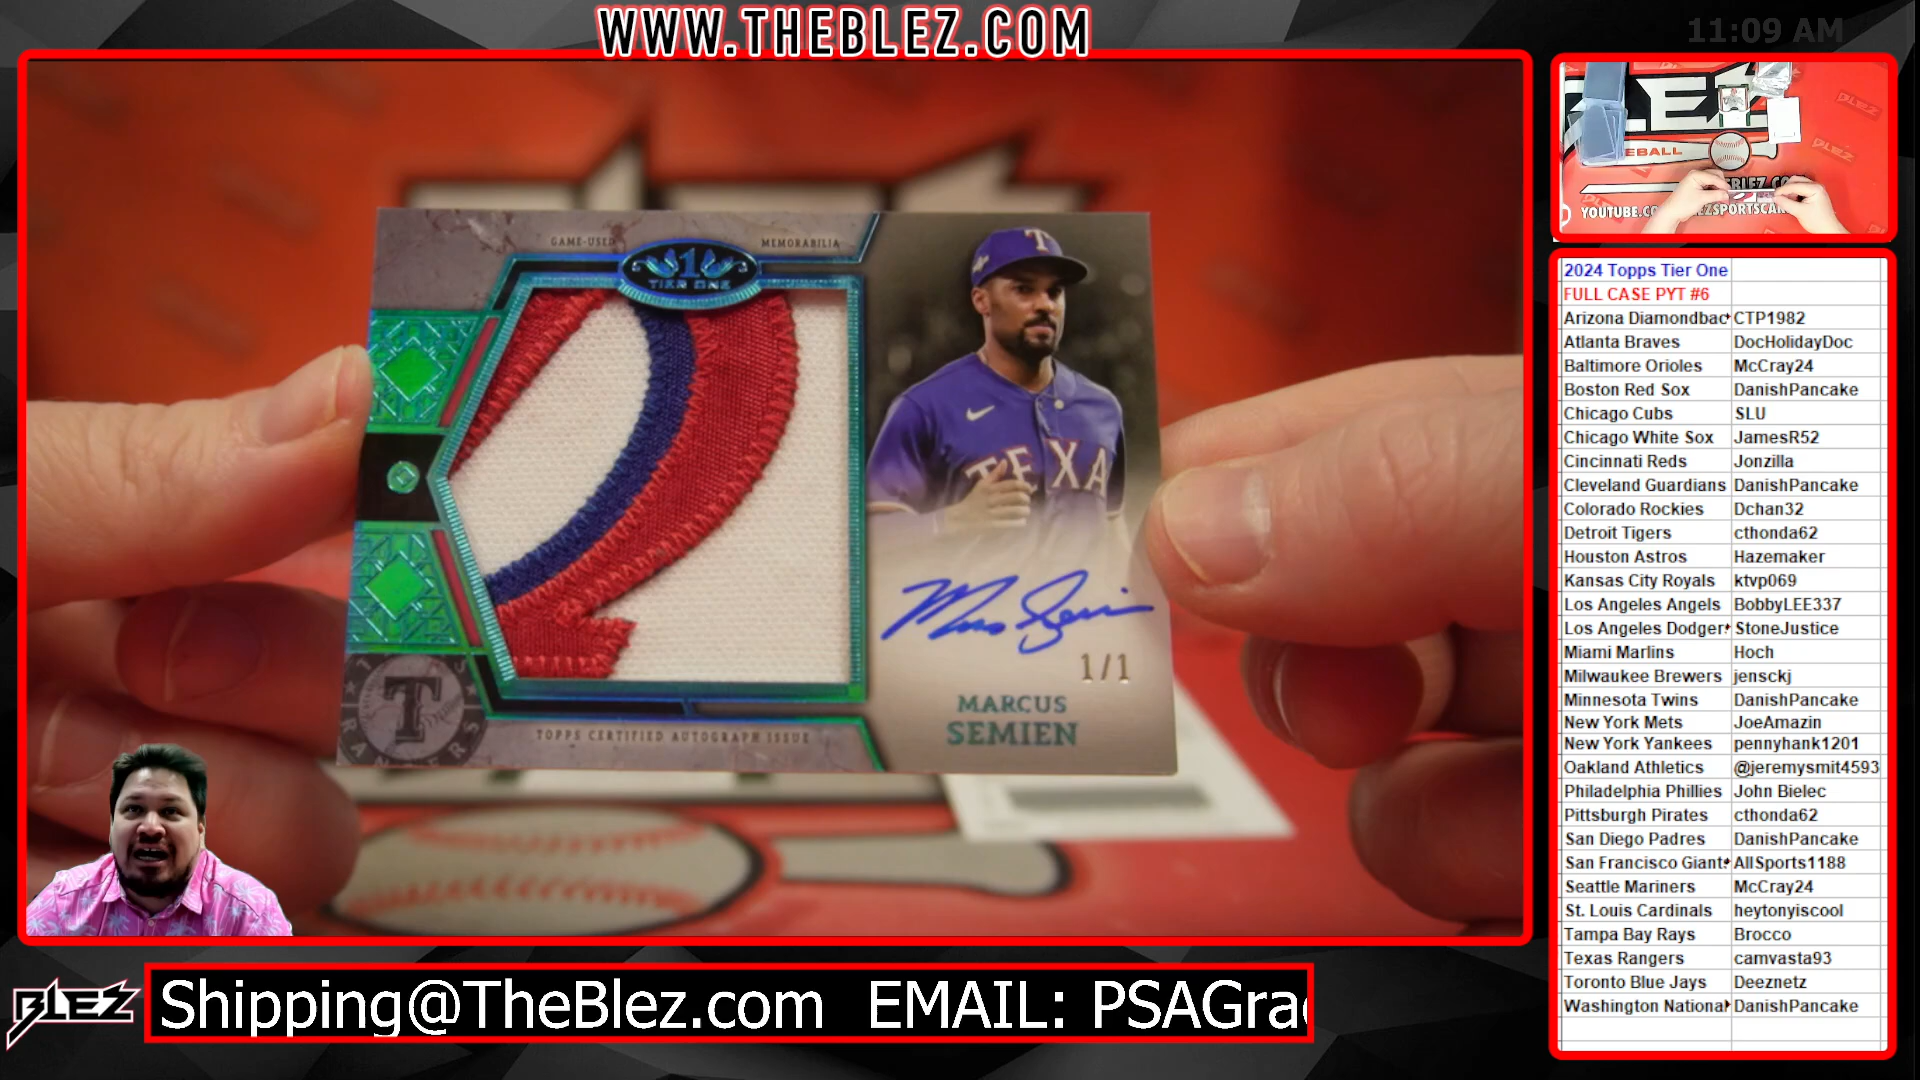 WWW.THEBLEZ.COM
11:09 AM
GAME-USED MEMORABILIA
1
TIER ONE
TEXA
1/1
MARCUS
SEMIEN
TOPPS CERTIFIED AUTOGRAPH ISSUE
T
RANGERS
BLEZ
Shipping@TheBlez.com EMAIL: PSAGra
EBALL
BLEZ
YOUTUBE.CO
2024 Topps Tier One
FULL CASE PYT #6
Arizona Diamondbac CTP1982
Atlanta Braves DocHolidayDoc
Baltimore Orioles McCray24
Boston Red Sox DanishPancake
Chicago Cubs SLU
Chicago White Sox JamesR52
Cincinnati Reds Jonzilla
Cleveland Guardians DanishPancake
Colorado Rockies Dchan32
Detroit Tigers cthonda62
Houston Astros Hazemaker
Kansas City Royals ktvp069
Los Angeles Angels BobbyLEE337
Los Angeles Dodger StoneJustice
Miami Marlins Hoch
Milwaukee Brewers jensckj
Minnesota Twins DanishPancake
New York Mets JoeAmazin
New York Yankees pennyhank1201
Oakland Athletics @jeremysmit4593
Philadelphia Phillies John Bielec
Pittsburgh Pirates cthonda62
San Diego Padres DanishPancake
San Francisco Giants AllSports1188
Seattle Mariners McCray24
St. Louis Cardinals heytonyiscool
Tampa Bay Rays Brocco
Texas Rangers camvasta93
Toronto Blue Jays Deeznetz
Washington National DanishPancake